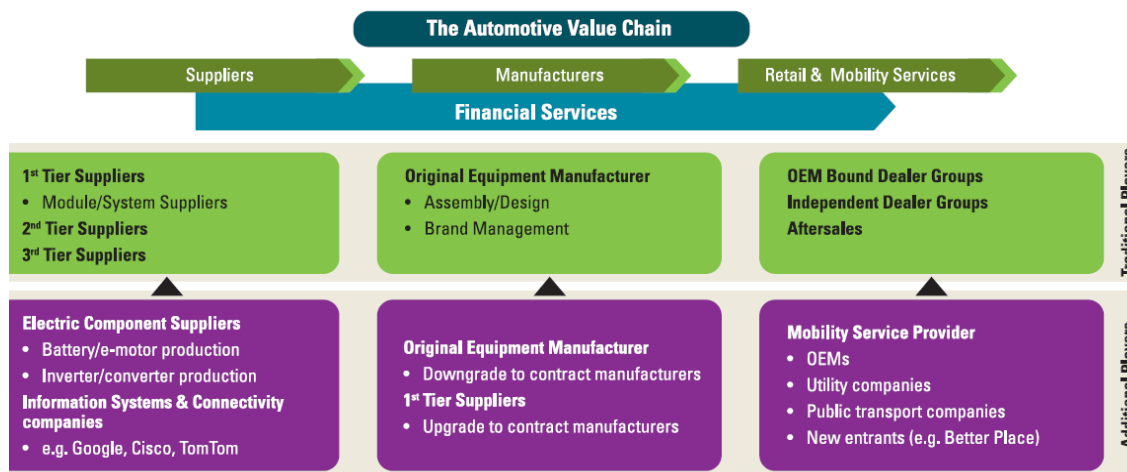 The Automotive Value Chain
Suppliers
Manufacturers
Retail & Mobility Services
Financial Services
1st Tier Suppliers
• Module/System Suppliers
2nd Tier Suppliers
3rd Tier Suppliers
Original Equipment Manufacturer
• Assembly/Design
• Brand Management
OEM Bound Dealer Groups
Independent Dealer Groups
Aftersales
Traditional Players
Electric Component Suppliers
• Battery/e-motor production
• Inverter/converter production
Information Systems & Connectivity
companies
• e.g. Google, Cisco, TomTom
Original Equipment Manufacturer
• Downgrade to contract manufacturers
1st Tier Suppliers
• Upgrade to contract manufacturers
Mobility Service Provider
• OEMs
• Utility companies
• Public transport companies
• New entrants (e.g. Better Place)
Additional Players